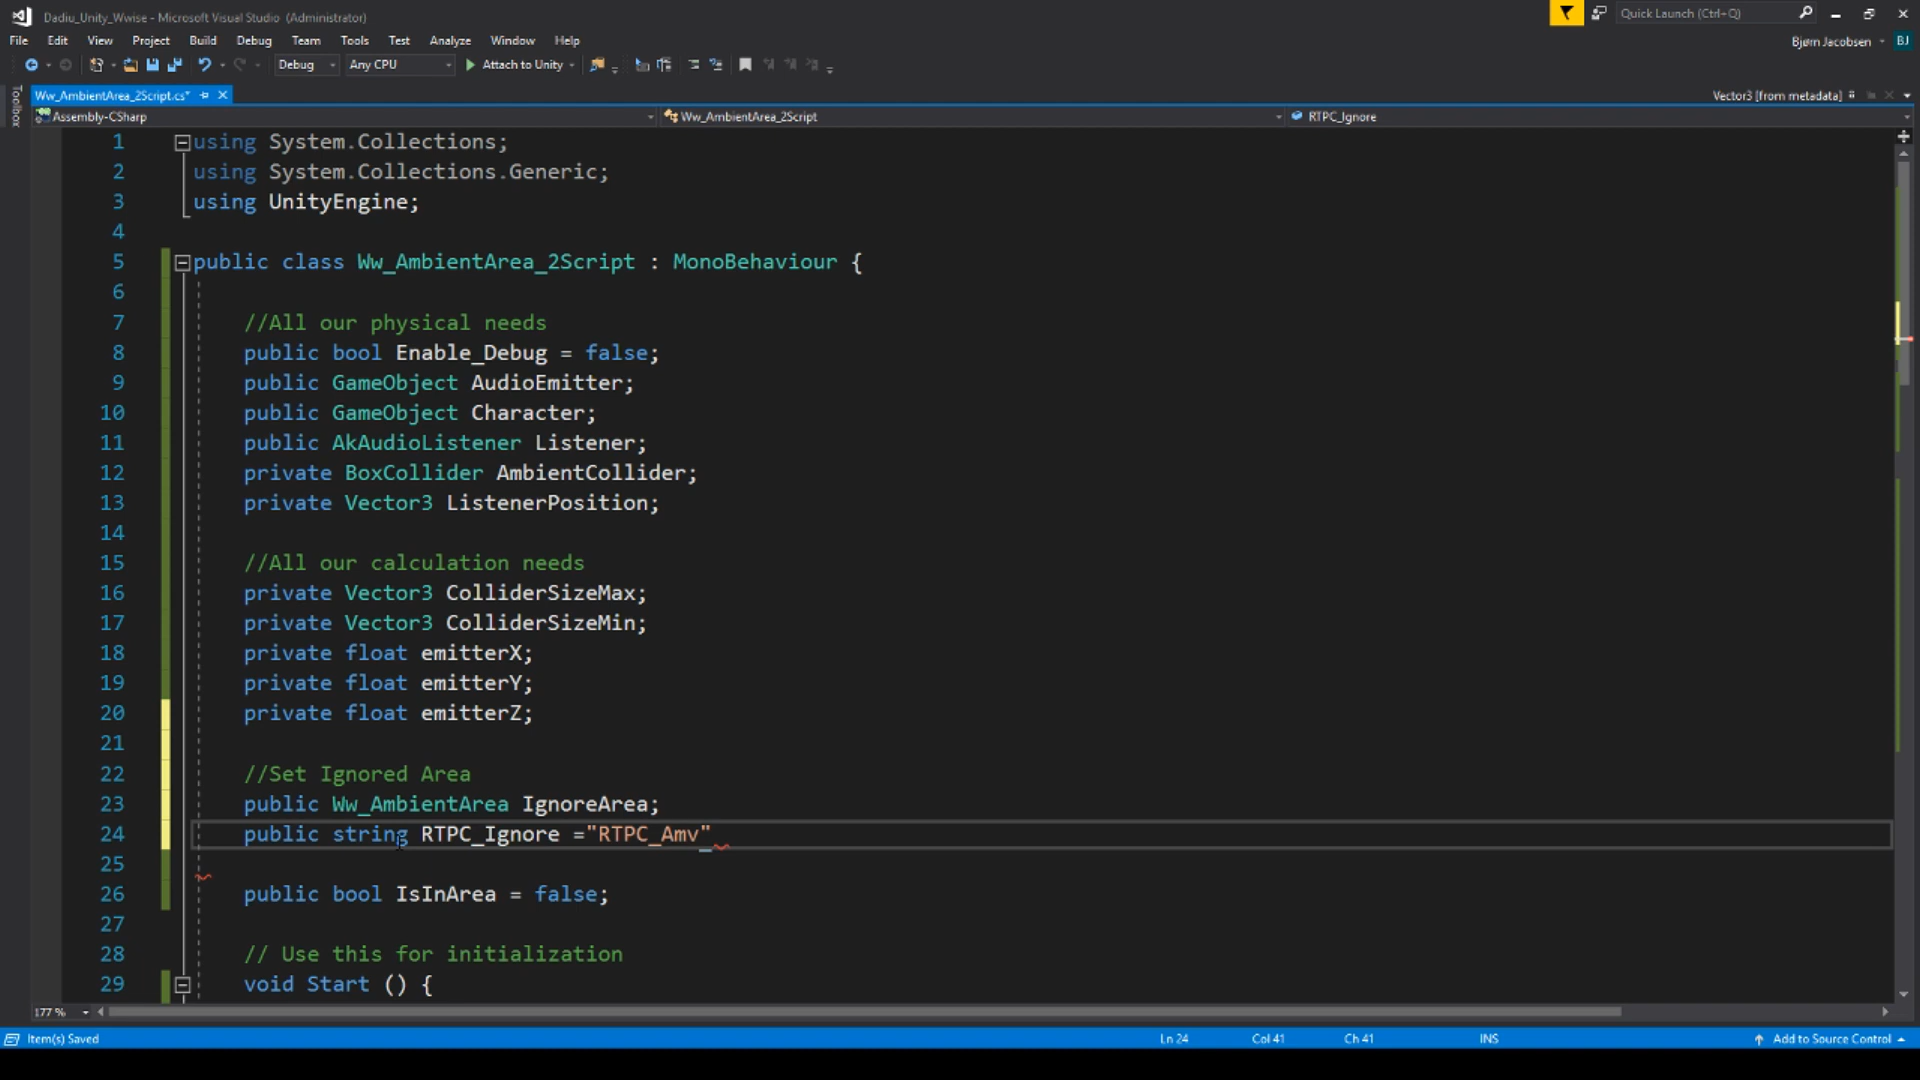 Dadiu_Unity_Wwise - Microsoft Visual Studio (Administrator)
Quick Launch (Ctrl+Q)
File Edit View Project Build Debug Team Tools Test Analyze Window Help
Bjørn Jacobsen BJ
Debug Any CPU Attach to Unity
Toolbox
Ww_AmbientArea_2Script.cs*
Vector3 [from metadata]
Assembly-CSharp Ww_AmbientArea_2Script RTPC_Ignore
1 using System.Collections;
2 using System.Collections.Generic;
3 using UnityEngine;
4
5 public class Ww_AmbientArea_2Script : MonoBehaviour {
6
7 //All our physical needs
8 public bool Enable_Debug = false;
9 public GameObject AudioEmitter;
10 public GameObject Character;
11 public AkAudioListener Listener;
12 private BoxCollider AmbientCollider;
13 private Vector3 ListenerPosition;
14
15 //All our calculation needs
16 private Vector3 ColliderSizeMax;
17 private Vector3 ColliderSizeMin;
18 private float emitterX;
19 private float emitterY;
20 private float emitterZ;
21
22 //Set Ignored Area
23 public Ww_AmbientArea IgnoreArea;
24 public string RTPC_Ignore ="RTPC_Amv"
25
26 public bool IsInArea = false;
27
28 // Use this for initialization
29 void Start () {
177 %
Item(s) Saved Ln 24 Col 41 Ch 41 INS Add to Source Control